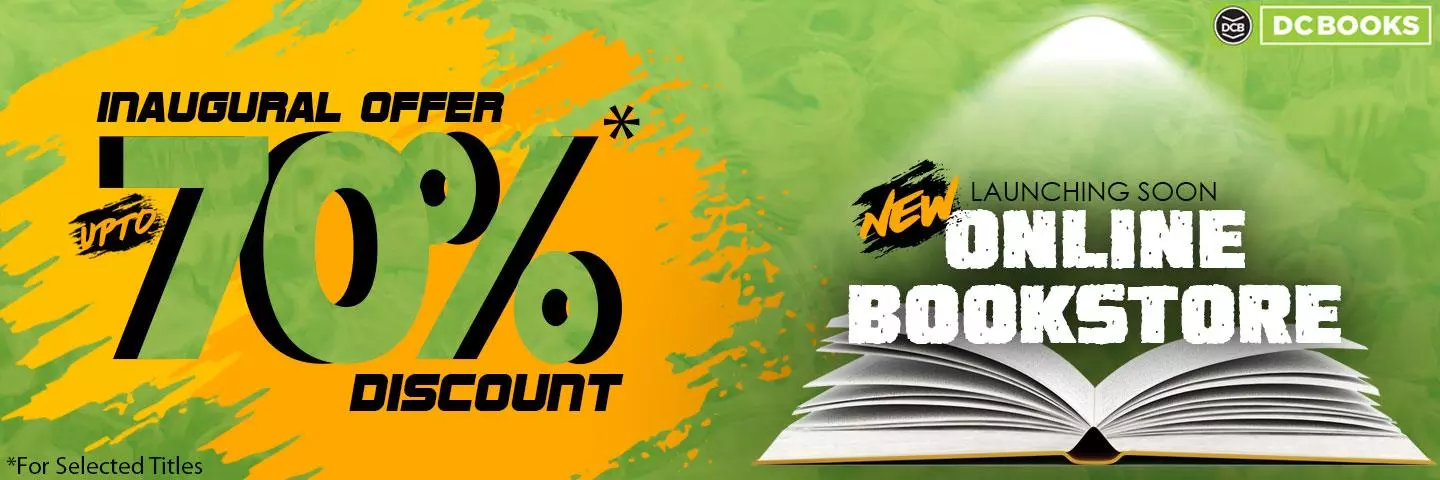 INAUGURAL OFFER
UPTO 70%*
DISCOUNT
*For Selected Titles
DCB DC BOOKS
NEW LAUNCHING SOON
ONLINE
BOOKSTORE